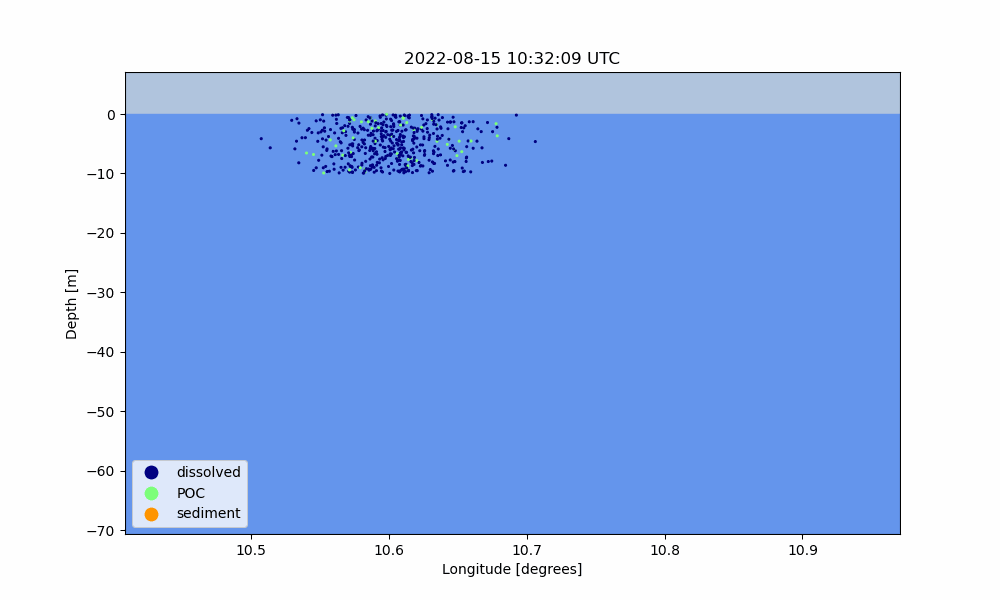 2022-08-15 10:32:09 UTC
0
−10
−20
−30
−40
−50
−60
−70
Depth [m]
dissolved
POC
sediment
10.5 10.6 10.7 10.8 10.9
Longitude [degrees]